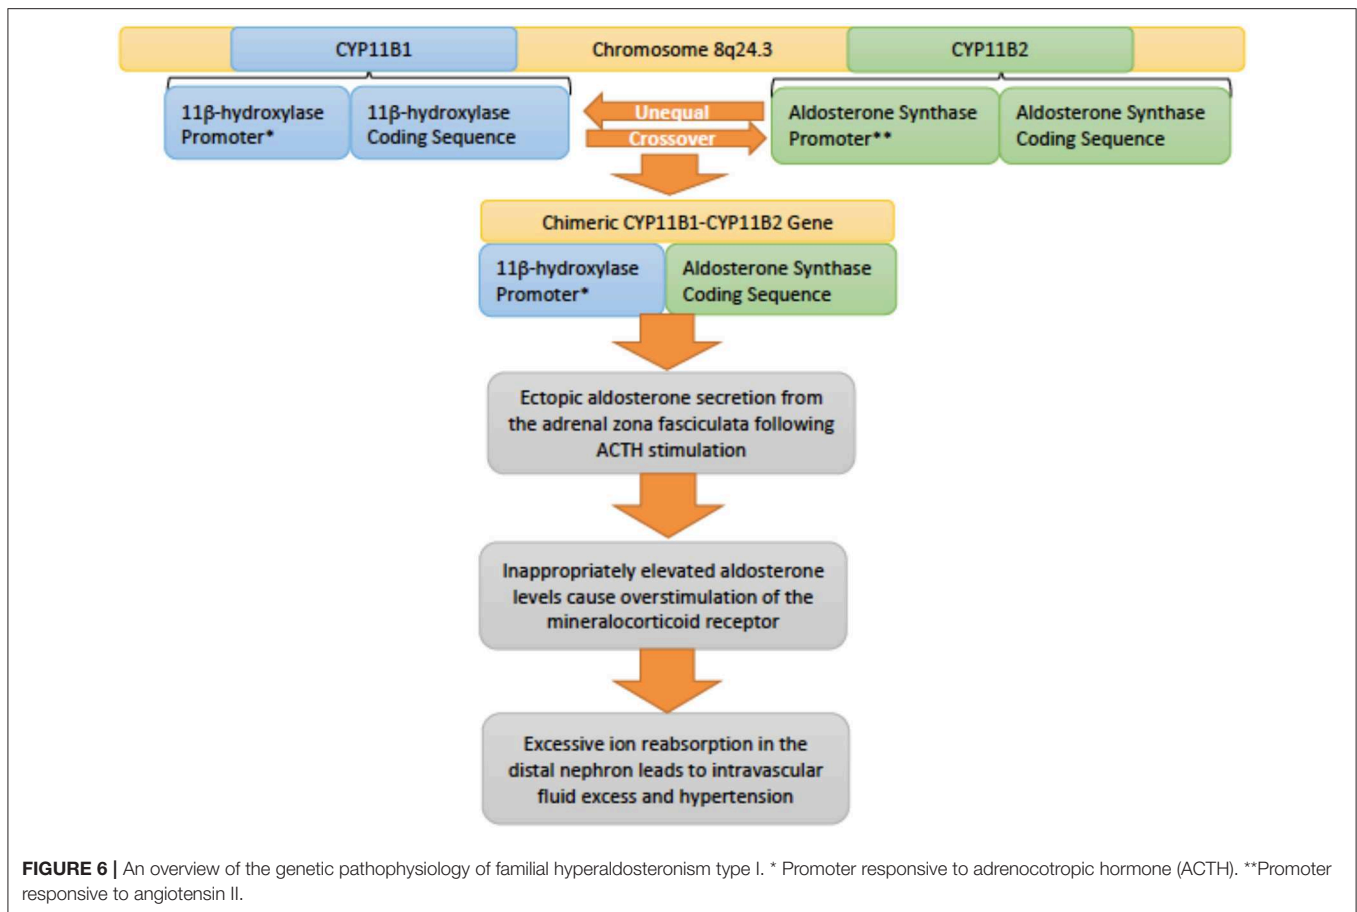 CYP11B1
Chromosome 8q24.3
CYP11B2
11β-hydroxylase
Promoter*
11β-hydroxylase
Coding Sequence
Unequal
Crossover
Aldosterone Synthase
Promoter**
Aldosterone Synthase
Coding Sequence
Chimeric CYP11B1-CYP11B2 Gene
11β-hydroxylase
Promoter*
Aldosterone Synthase
Coding Sequence
Ectopic aldosterone secretion from
the adrenal zona fasciculata following
ACTH stimulation
Inappropriately elevated aldosterone
levels cause overstimulation of the
mineralocorticoid receptor
Excessive ion reabsorption in the
distal nephron leads to intravascular
fluid excess and hypertension
FIGURE 6 | An overview of the genetic pathophysiology of familial hyperaldosteronism type I. * Promoter responsive to adrenocotropic hormone (ACTH). **Promoter
responsive to angiotensin II.